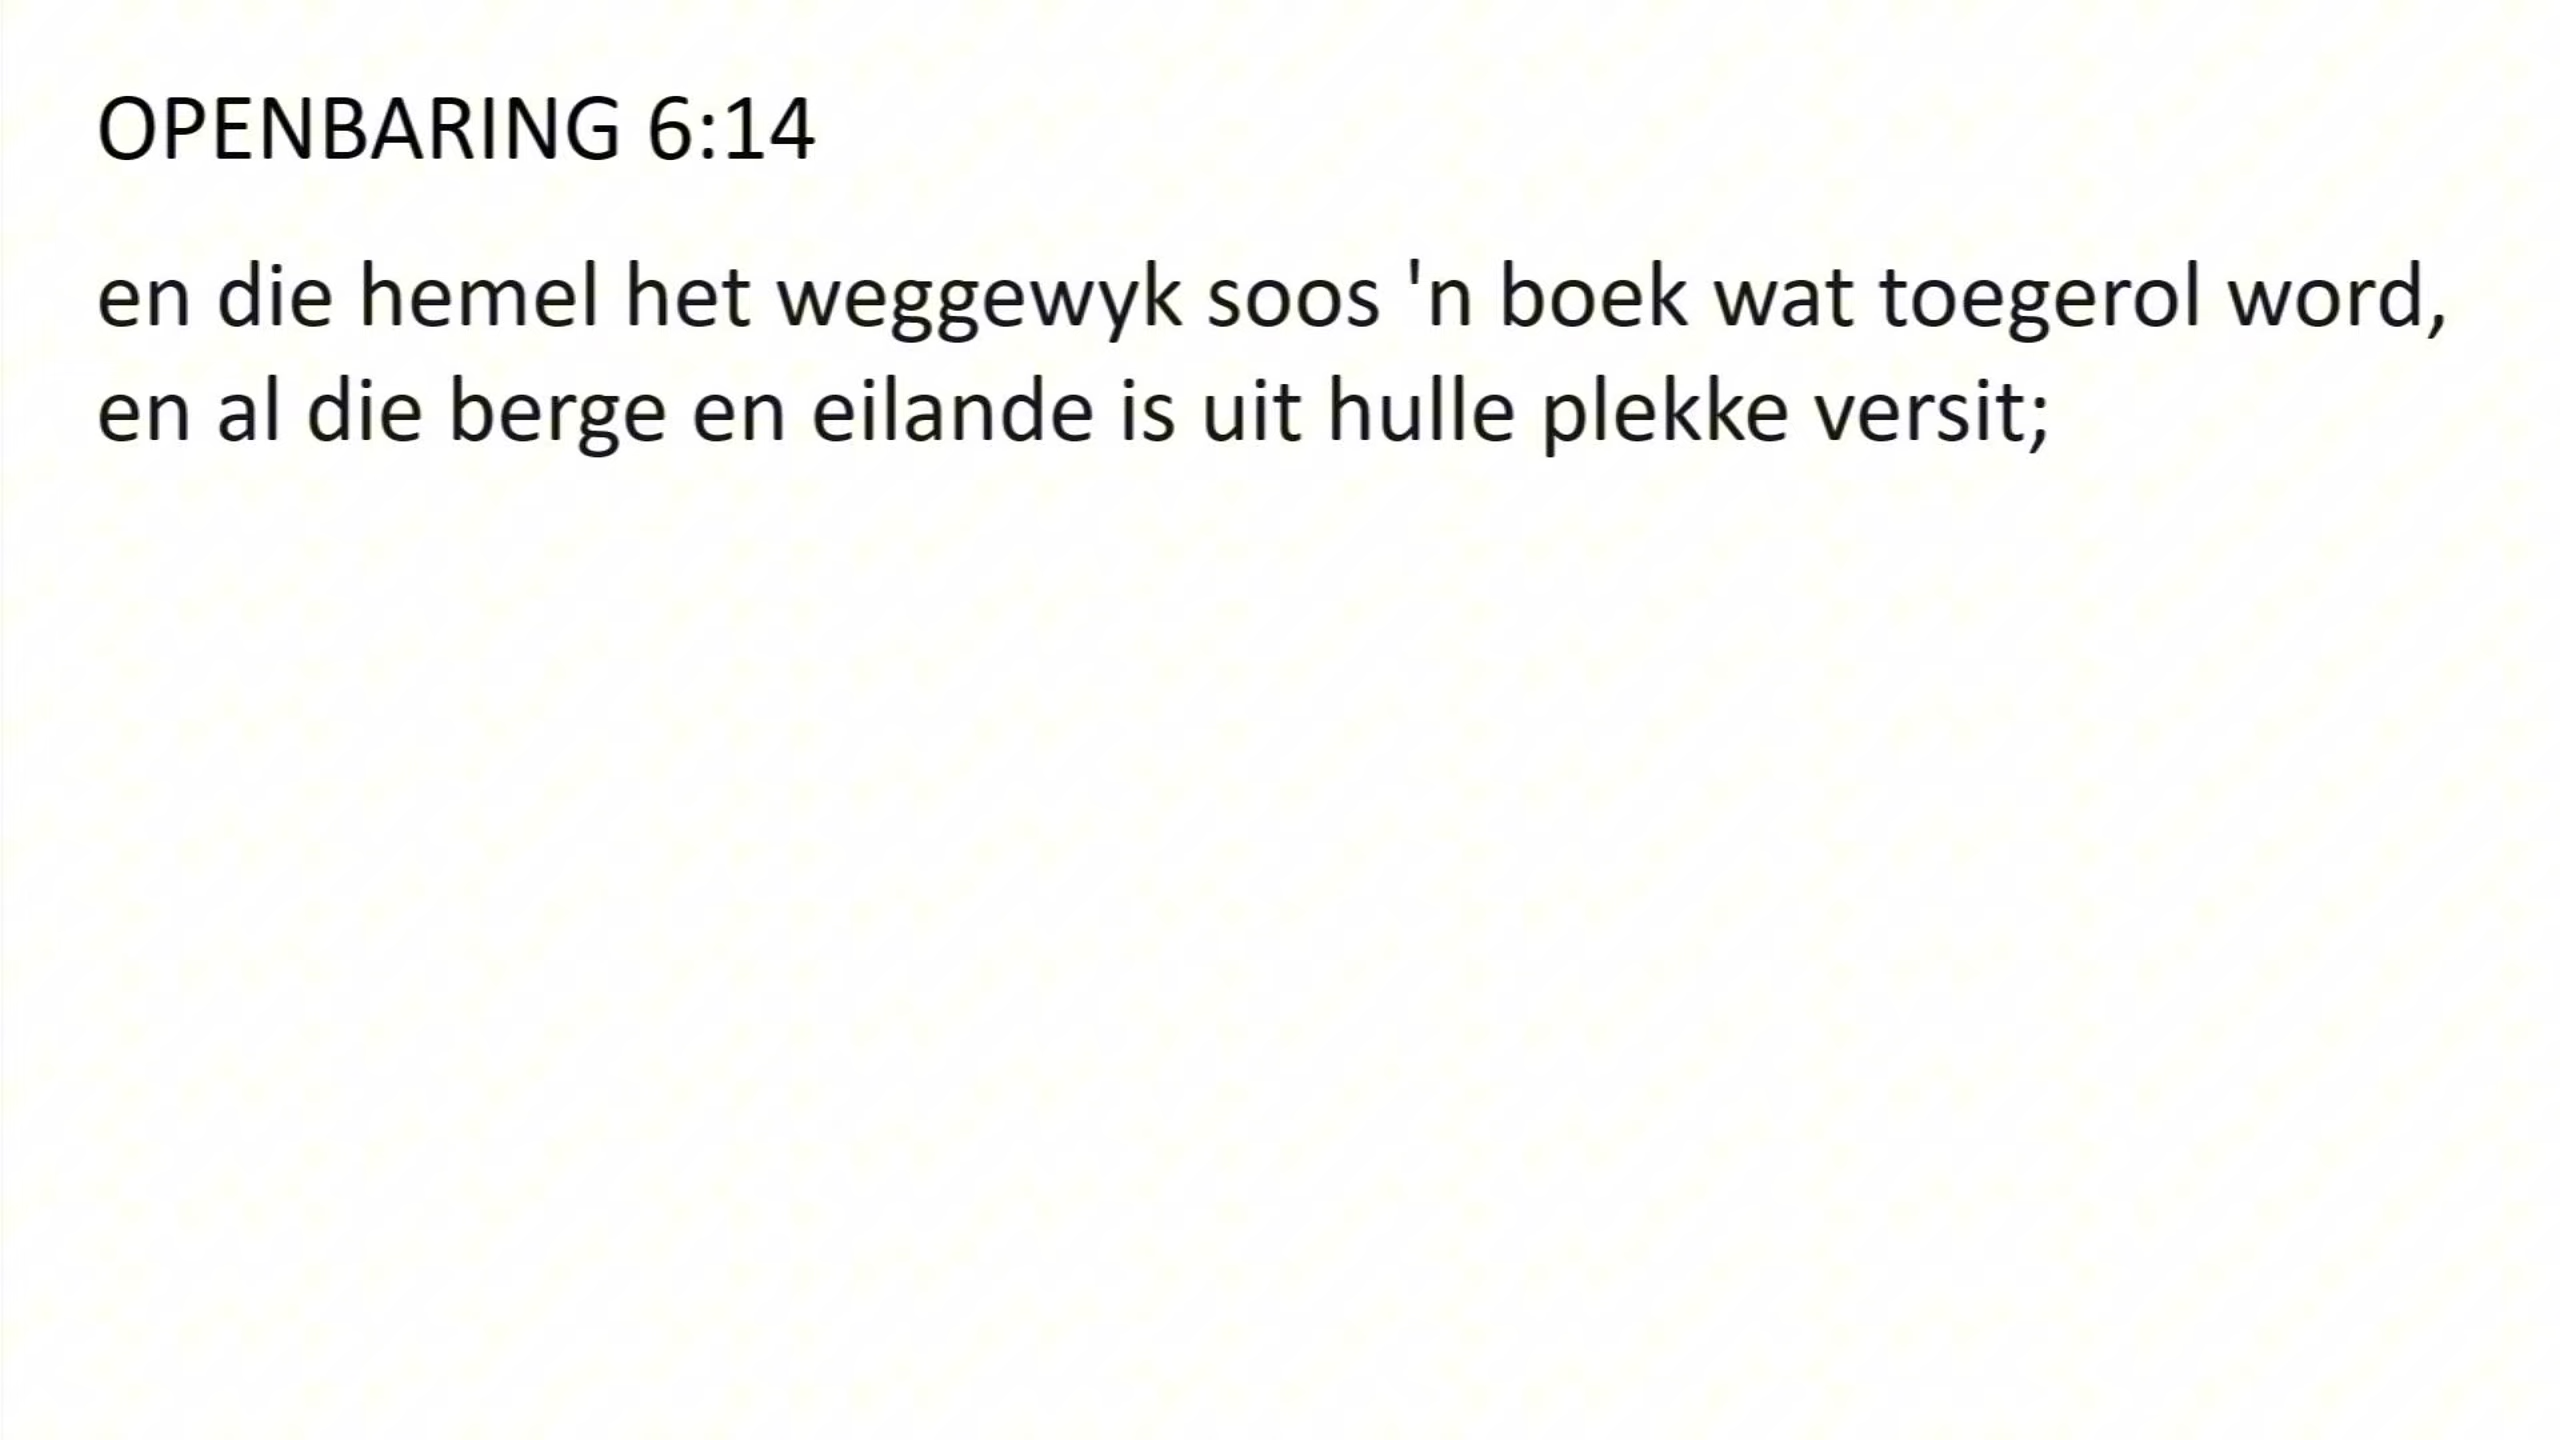 OPENBARING 6:14
en die hemel het weggewyk soos 'n boek wat toegerol word,
en al die berge en eilande is uit hulle plekke versit;